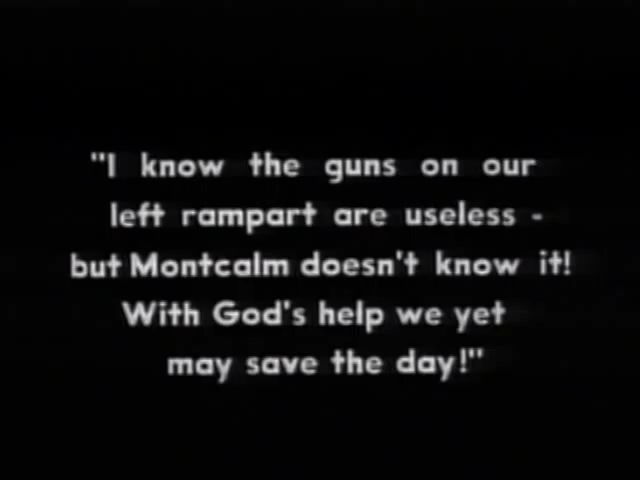 "I know the guns on our
left rampart are useless -
but Montcalm doesn't know it!
With God's help we yet
may save the day!"